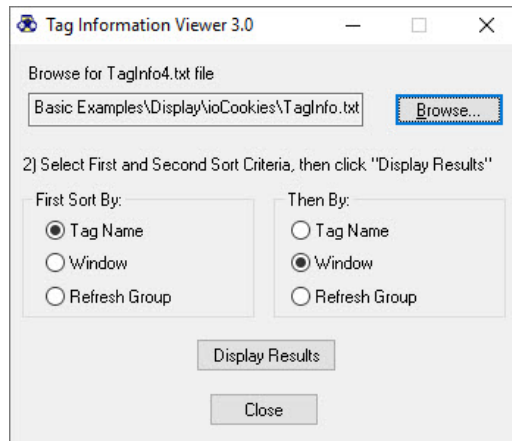 Tag Information Viewer 3.0
Browse for TagInfo4.txt file
Basic Examples\Display\ioCookies\TagInfo.txt
Browse...
2) Select First and Second Sort Criteria, then click "Display Results"
First Sort By:
Tag Name
Window
Refresh Group
Then By:
Tag Name
Window
Refresh Group
Display Results
Close